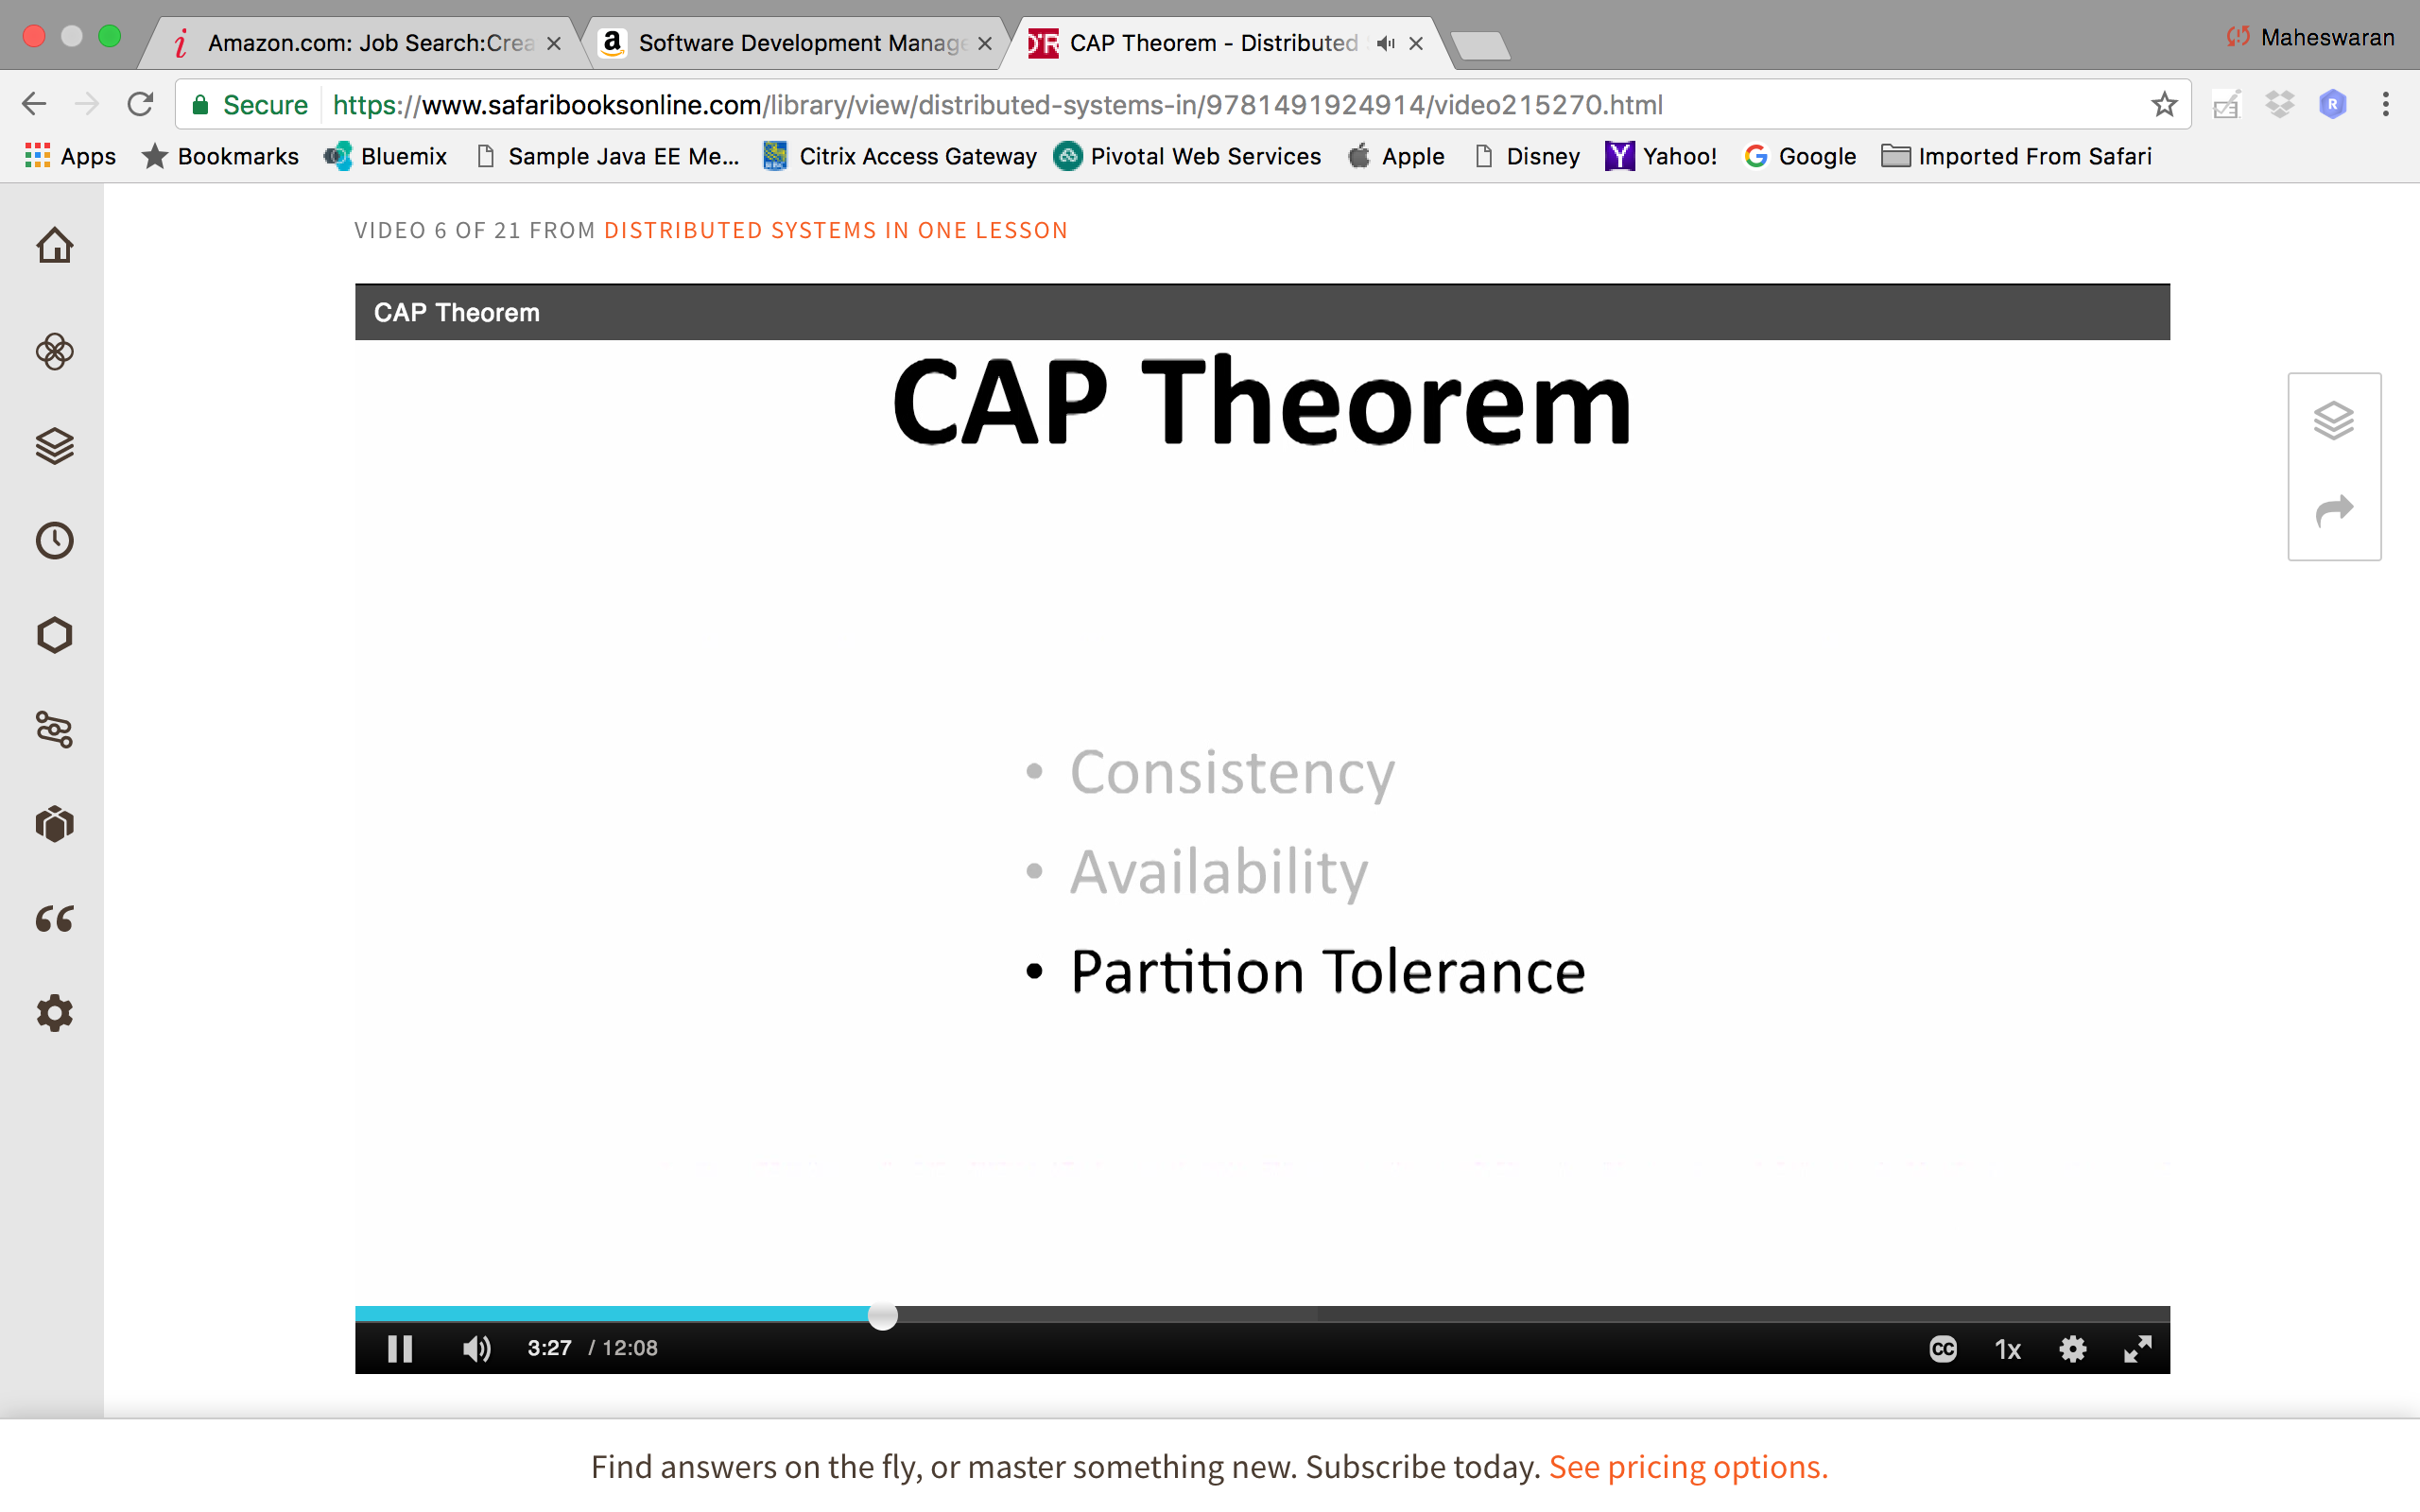 Amazon.com: Job Search:Crea
Software Development Manage
CAP Theorem - Distributed
Maheswaran
Secure https://www.safaribooksonline.com/library/view/distributed-systems-in/9781491924914/video215270.html
Apps Bookmarks Bluemix Sample Java EE Me... Citrix Access Gateway Pivotal Web Services Apple Disney Yahoo! Google Imported From Safari
VIDEO 6 OF 21 FROM DISTRIBUTED SYSTEMS IN ONE LESSON
CAP Theorem
CAP Theorem
• Consistency
• Availability
• Partition Tolerance
3:27 / 12:08
CC 1x
Find answers on the fly, or master something new. Subscribe today. See pricing options.